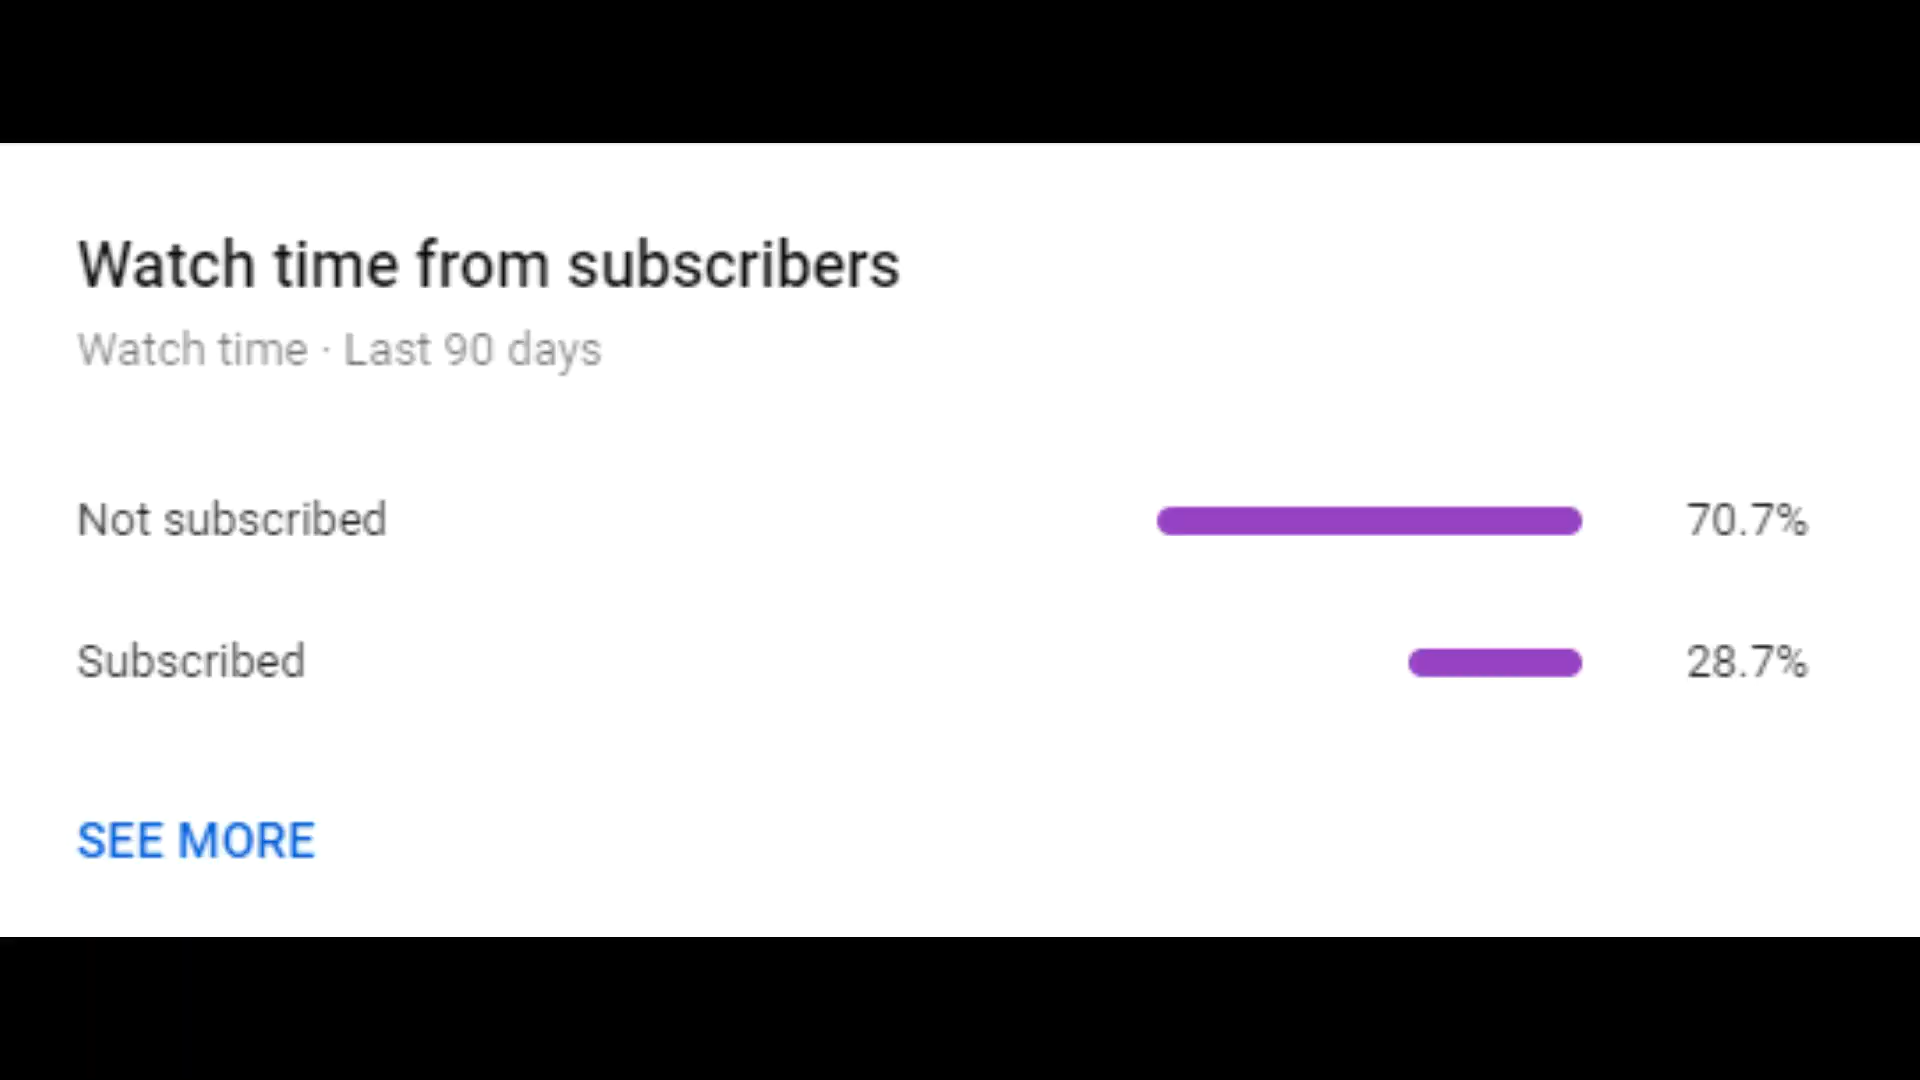 Watch time from subscribers
Watch time · Last 90 days
Not subscribed 70.7%
Subscribed 28.7%
SEE MORE